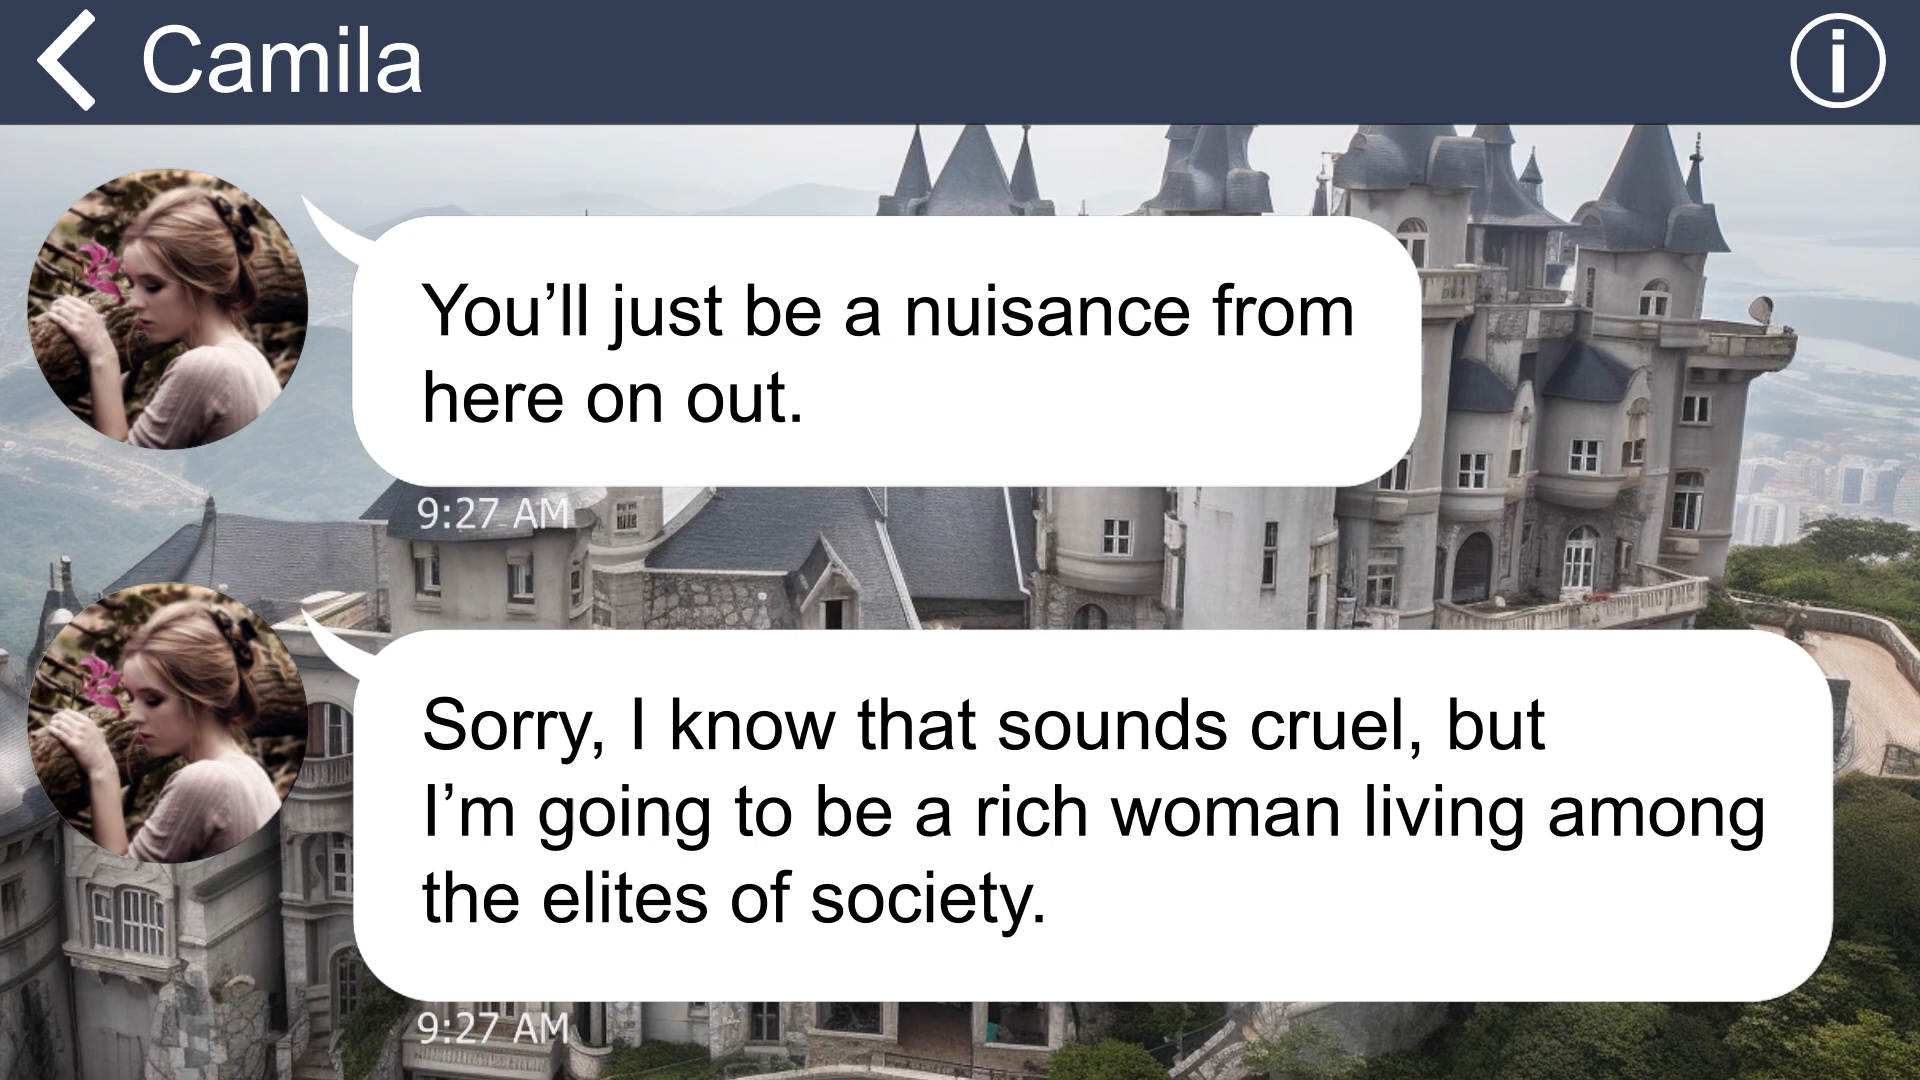 Camila
You’ll just be a nuisance from
here on out.
9:27 AM
Sorry, I know that sounds cruel, but
I’m going to be a rich woman living among
the elites of society.
9:27 AM